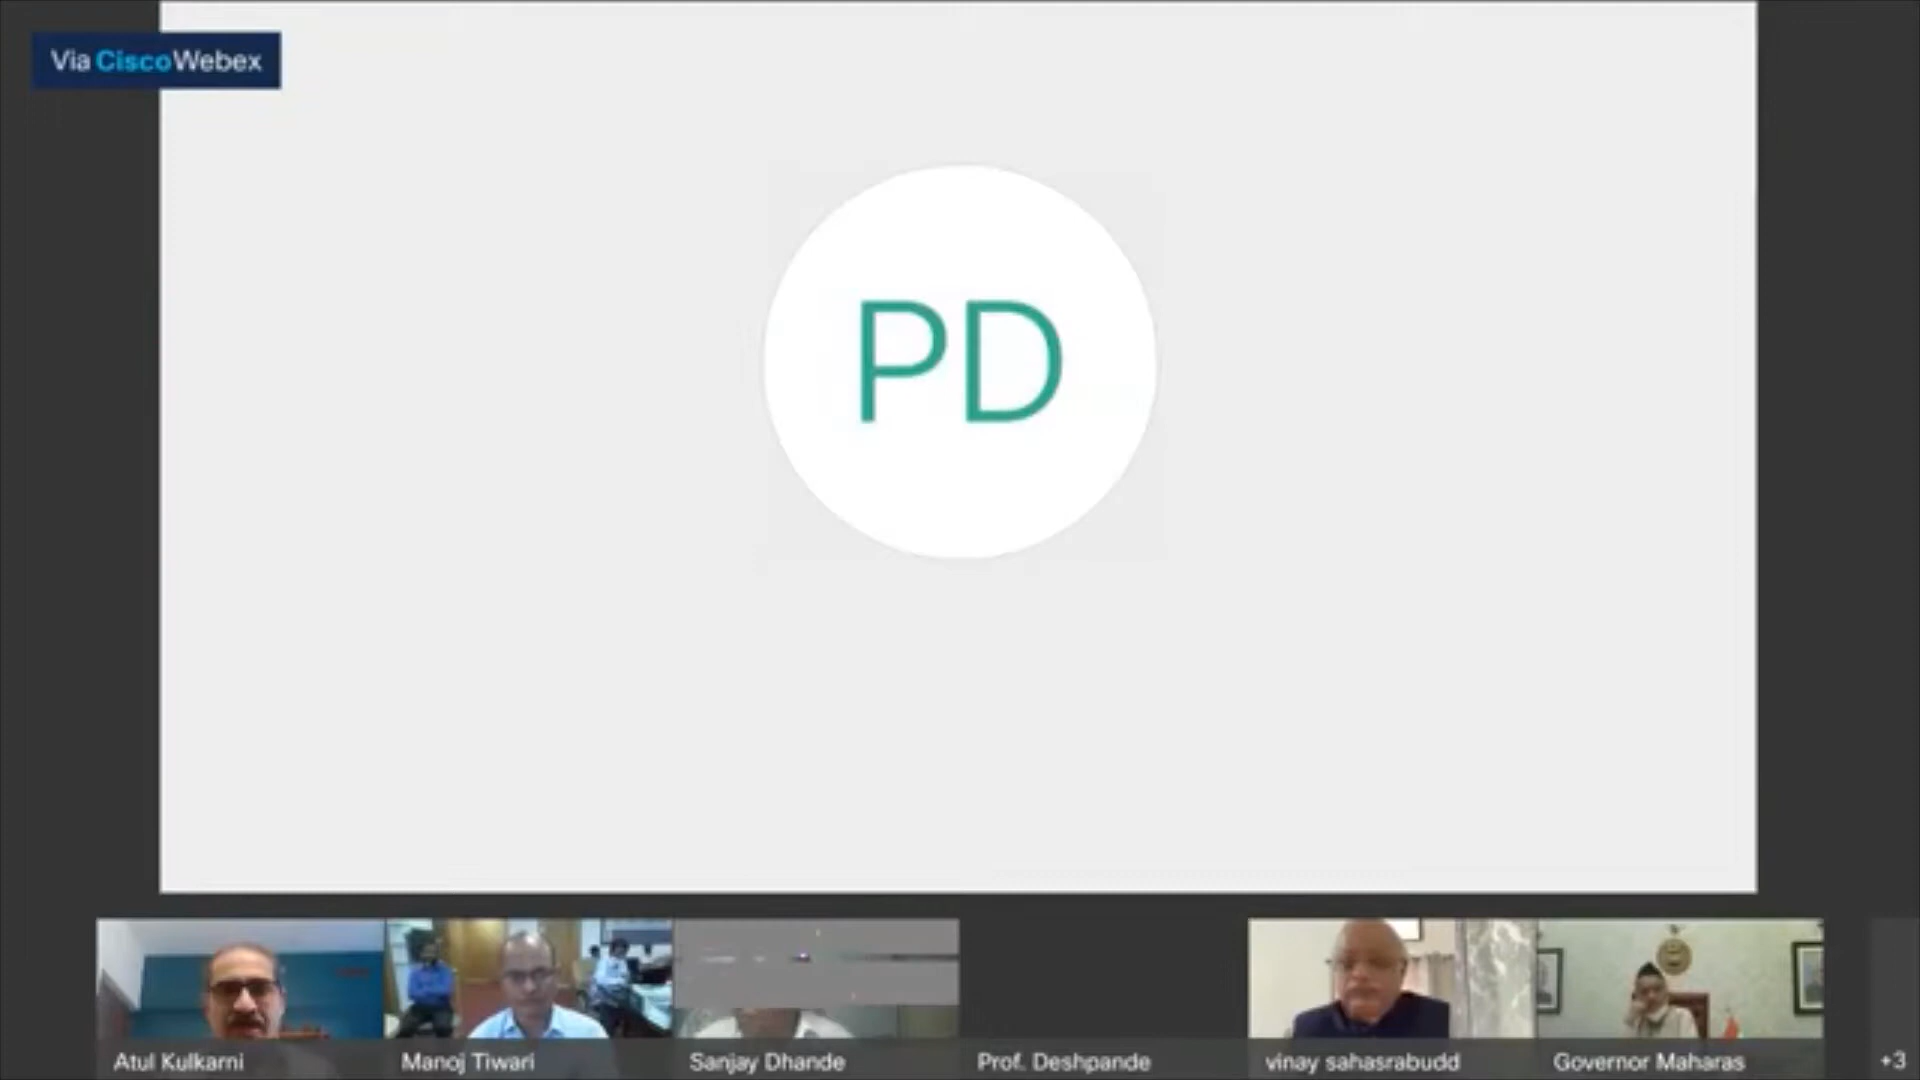 Via CiscoWebex
PD
Atul Kulkarni
Manoj Tiwari
Sanjay Dhande
Prof. Deshpande
vinay sahasrabudd
Governor Maharas
+3